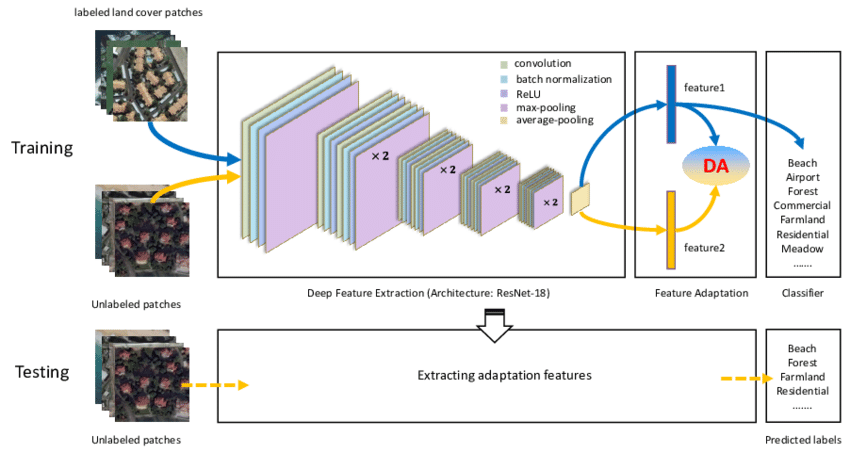 labeled land cover patches
convolution
batch normalization
ReLU
max-pooling
average-pooling
feature1
Training
× 2
× 2
× 2
× 2
DA
Beach
Airport
Forest
Commercial
Farmland
Residential
Meadow
.......
feature2
Unlabeled patches
Deep Feature Extraction (Architecture: ResNet-18)
Feature Adaptation
Classifier
Testing
Extracting adaptation features
Beach
Forest
Farmland
Residential
.......
Unlabeled patches
Predicted labels